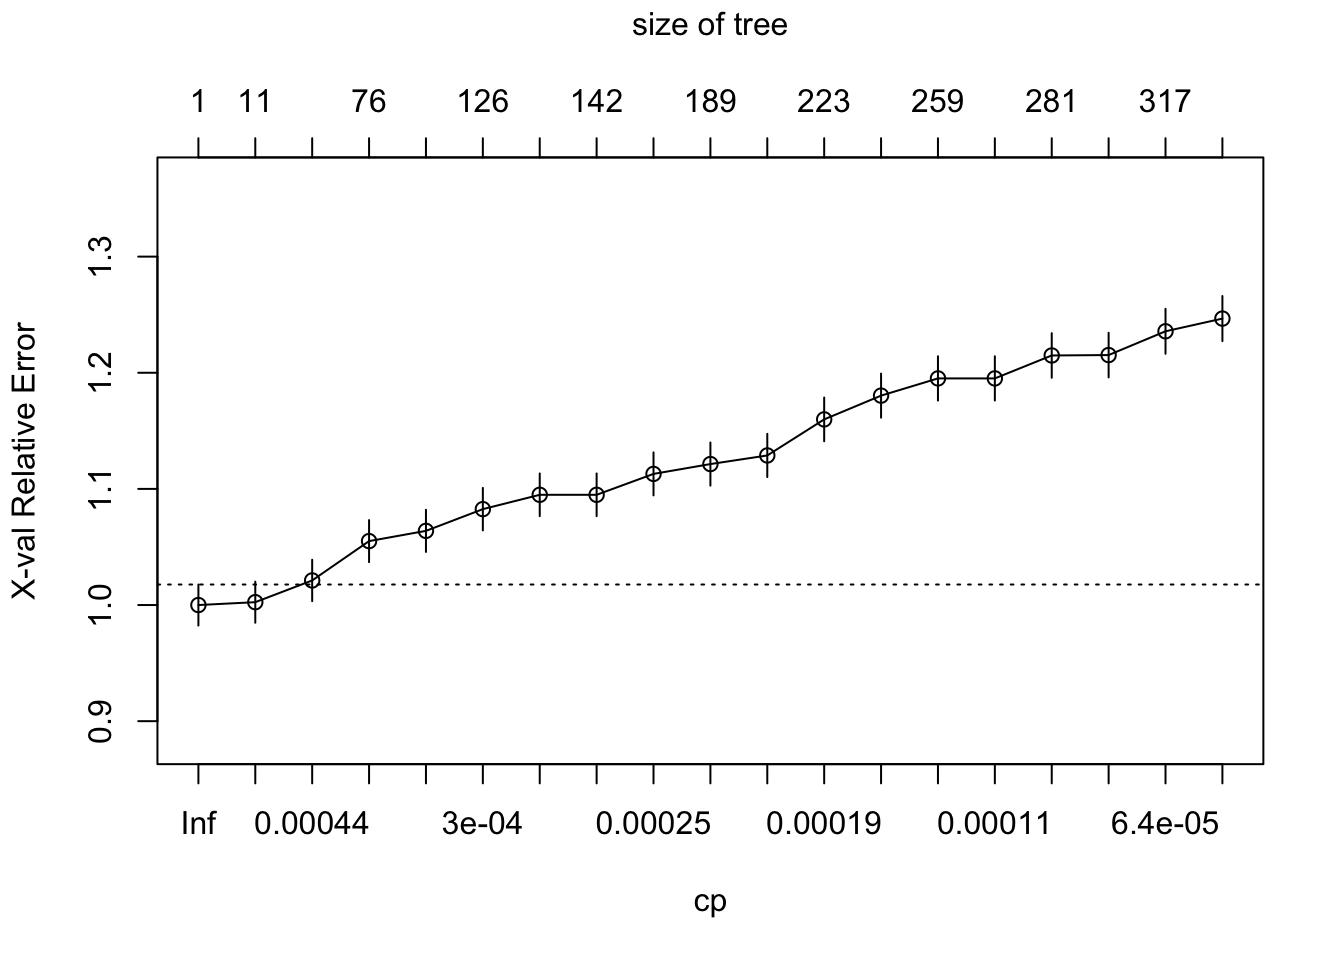 size of tree
1 11 76 126 142 189 223 259 281 317
X-val Relative Error
1.3
1.2
1.1
1.0
0.9
Inf 0.00044 3e-04 0.00025 0.00019 0.00011 6.4e-05
cp